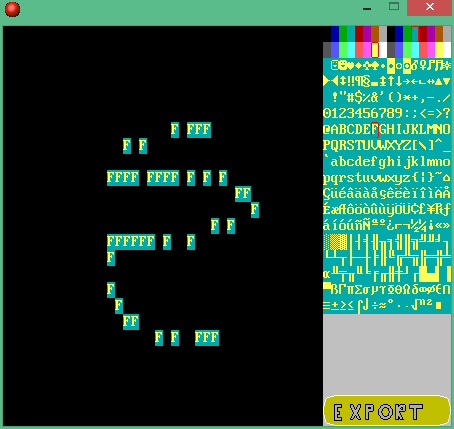 F FFF
F F
FFFF FFFF F F F
FF
F
F F
FFFFFF F F
F
F
F
FF
F F FFF
!"#$%&'()*+,-./
0123456789:;<=>?
@ABCDEFGHIJKLMNO
PQRSTUVWXYZ[\]^_
`abcdefghijklmno
pqrstuvwxyz{|}~⌂
ÇüéâäàåçêëèïîìÄÅ
ÉæÆôöòûùÿÖÜ¢£¥₧ƒ
áíóúñÑªº¿⌐¬½¼¡«»
αßΓπΣσµτΦΘΩδ∞φε∩
≡±≥≤⌠⌡÷≈°∙·√ⁿ²■
EXPORT